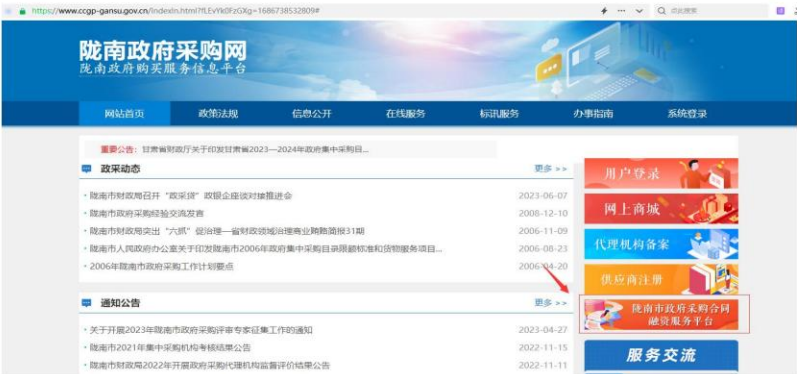 https://www.ccgp-gansu.gov.cn/indexIn.html?fLEvYk0FzGXg=1686738532809#
点此搜索
陇南政府采购网
陇南政府购买服务信息平台
网站首页 政策法规 信息公开 在线服务 标讯服务 办事指南 系统登录
重要公告：甘肃省财政厅关于印发甘肃省2023—2024年政府集中采购目...
政采动态 更多 >>
陇南市财政局召开“政采贷”政银企座谈对接推进会 2023-06-07
陇南市政府采购经验交流发言 2008-12-10
陇南市财政局突出“六抓”促治理—省财政领域治理商业贿赂简报31期 2006-11-09
陇南市人民政府办公室关于印发陇南市2006年政府集中采购目录限额标准和货物服务项目... 2006-08-23
2006年陇南市政府采购工作计划要点 2006-04-20
通知公告 更多 >>
关于开展2023年陇南市政府采购评审专家征集工作的通知 2023-04-27
陇南市2021年集中采购机构考核结果公告 2022-11-15
陇南市财政局2022年开展政府采购代理机构监督评价结果公告 2022-11-11
用户登录
网上商城
代理机构备案
供应商注册
陇南市政府采购合同
融资服务平台
服务交流